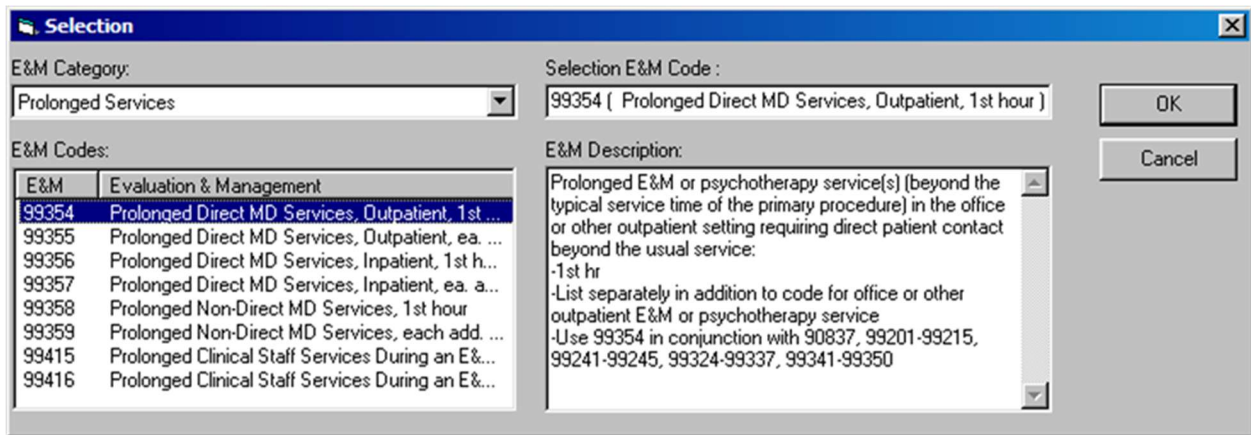 Selection
E&M Category:
Prolonged Services
Selection E&M Code :
99354 (  Prolonged Direct MD Services, Outpatient, 1st hour )
OK
Cancel
E&M Codes:
E&M Evaluation & Management
99354 Prolonged Direct MD Services, Outpatient, 1st ...
99355 Prolonged Direct MD Services, Outpatient, ea. ...
99356 Prolonged Direct MD Services, Inpatient, 1st h...
99357 Prolonged Direct MD Services, Inpatient, ea. a...
99358 Prolonged Non-Direct MD Services, 1st hour
99359 Prolonged Non-Direct MD Services, each add. ...
99415 Prolonged Clinical Staff Services During an E&...
99416 Prolonged Clinical Staff Services During an E&...
E&M Description:
Prolonged E&M or psychotherapy service(s) (beyond the
typical service time of the primary procedure) in the office
or other outpatient setting requiring direct patient contact
beyond the usual service:
-1st hr
-List separately in addition to code for office or other
outpatient E&M or psychotherapy service
-Use 99354 in conjunction with 90837, 99201-99215,
99241-99245, 99324-99337, 99341-99350